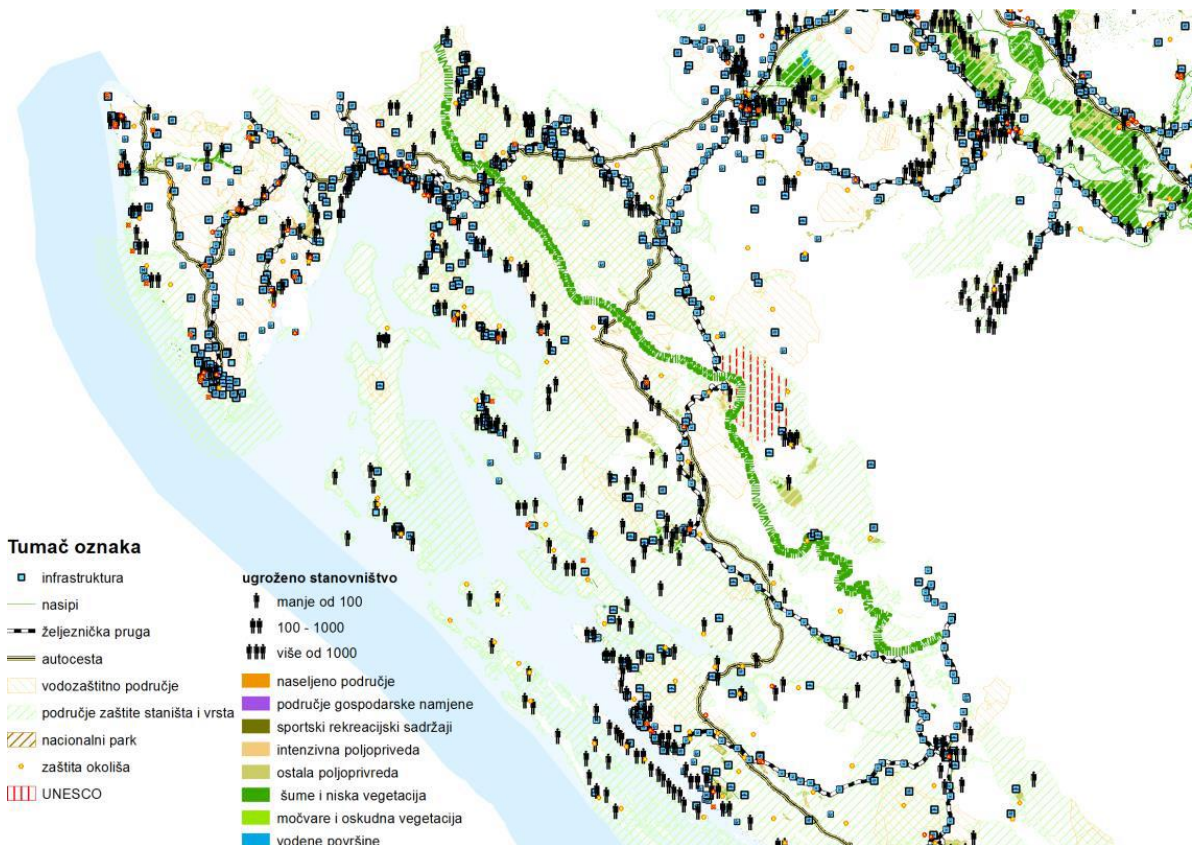 Tumač oznaka
infrastruktura
nasipi
željeznička pruga
autocesta
vodozaštitno područje
područje zaštite staništa i vrsta
nacionalni park
zaštita okoliša
UNESCO
ugroženo stanovništvo
manje od 100
100 - 1000
više od 1000
naseljeno područje
područje gospodarske namjene
sportski rekreacijski sadržaji
intenzivna poljopriveda
ostala poljoprivreda
šume i niska vegetacija
močvare i oskudna vegetacija
vodene površine